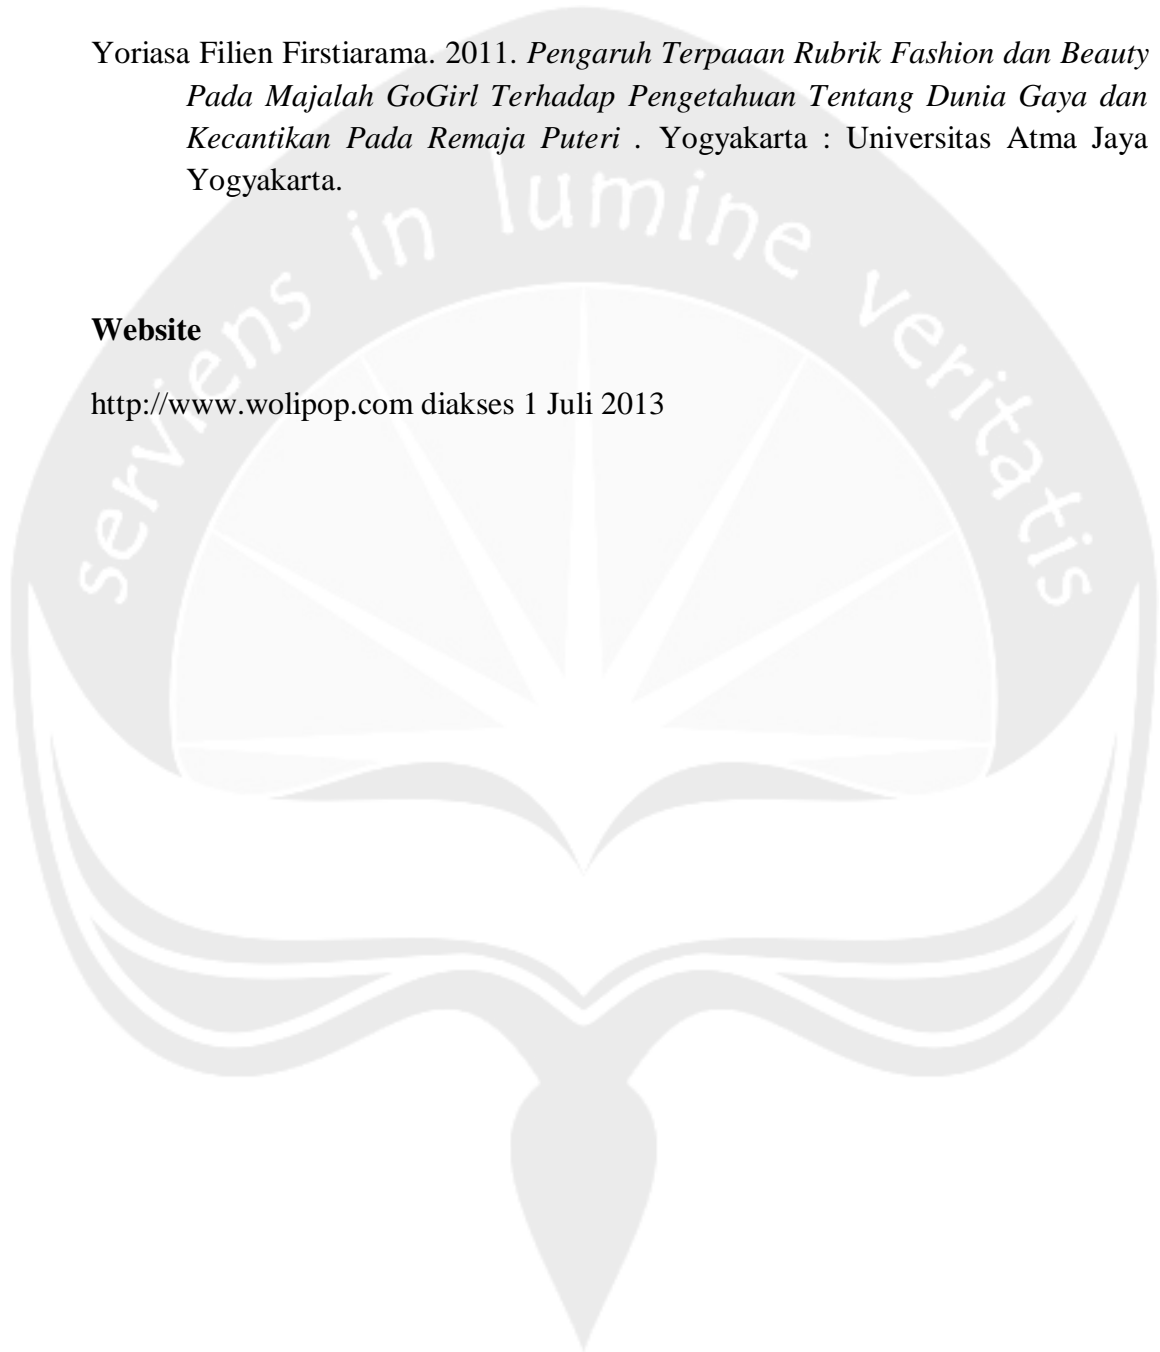 Yoriasa Filien Firstiarama. 2011. Pengaruh Terpaaan Rubrik Fashion dan Beauty
Pada Majalah GoGirl Terhadap Pengetahuan Tentang Dunia Gaya dan
Kecantikan Pada Remaja Puteri . Yogyakarta : Universitas Atma Jaya
Yogyakarta.
serviens in lumine veritatis
Website
http://www.wolipop.com diakses 1 Juli 2013